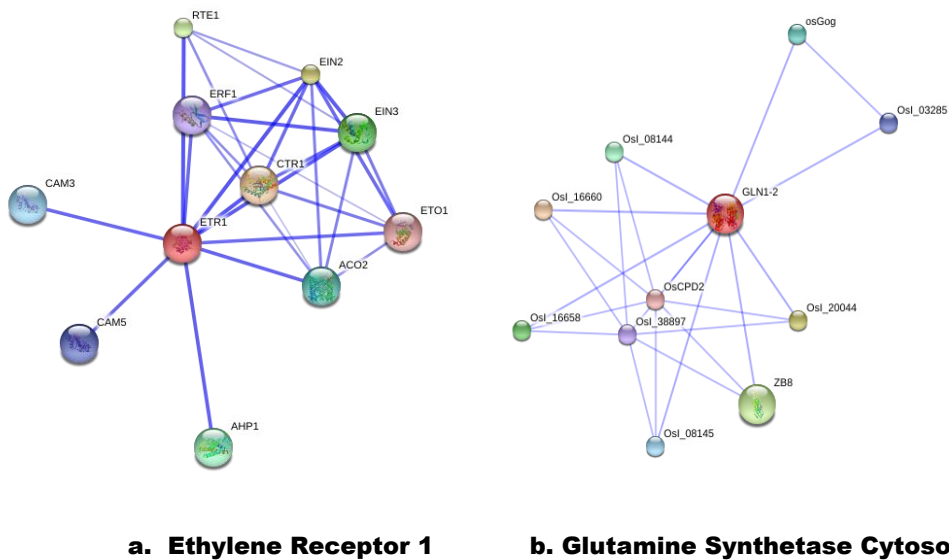 RTE1
EIN2
ERF1
EIN3
CTR1
CAM3
ETR1
ETO1
ACO2
CAM5
AHP1
osGog
OsI_03285
OsI_08144
GLN1-2
OsI_16660
OsCPD2
OsI_20044
OsI_16658
OsI_38897
ZB8
OsI_08145
a. Ethylene Receptor 1
b. Glutamine Synthetase Cytoso